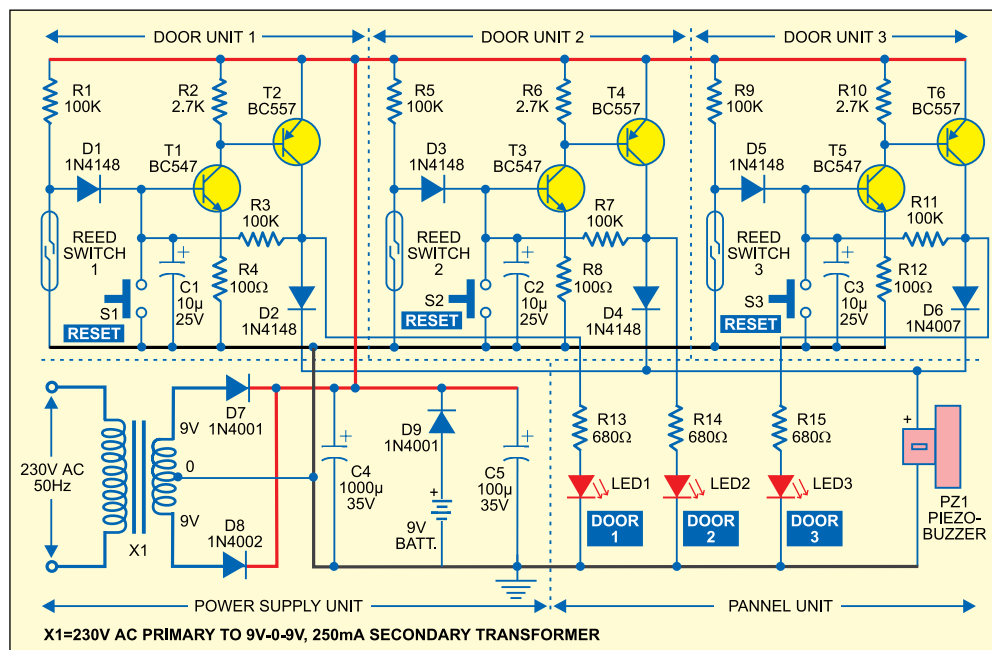 DOOR UNIT 1
DOOR UNIT 2
DOOR UNIT 3
R1
100K
R2
2.7K
T2
BC557
D1
1N4148
T1
BC547
R3
100K
REED
SWITCH
1
S1
RESET
C1
10µ
25V
R4
100Ω
D2
1N4148
+
R5
100K
R6
2.7K
T4
BC557
D3
1N4148
T3
BC547
R7
100K
REED
SWITCH
2
S2
RESET
C2
10µ
25V
R8
100Ω
D4
1N4148
+
R9
100K
R10
2.7K
T6
BC557
D5
1N4148
T5
BC547
R11
100K
REED
SWITCH
3
S3
RESET
C3
10µ
25V
R12
100Ω
D6
1N4007
+
230V AC
50Hz
X1
9V
0
9V
D7
1N4001
D8
1N4002
+
C4
1000µ
35V
D9
1N4001
+
9V
BATT.
+
C5
100µ
35V
R13
680Ω
R14
680Ω
R15
680Ω
LED1
LED2
LED3
DOOR
1
DOOR
2
DOOR
3
+
PZ1
PIEZO-
BUZZER
POWER SUPPLY UNIT
PANNEL UNIT
X1=230V AC PRIMARY TO 9V-0-9V, 250mA SECONDARY TRANSFORMER